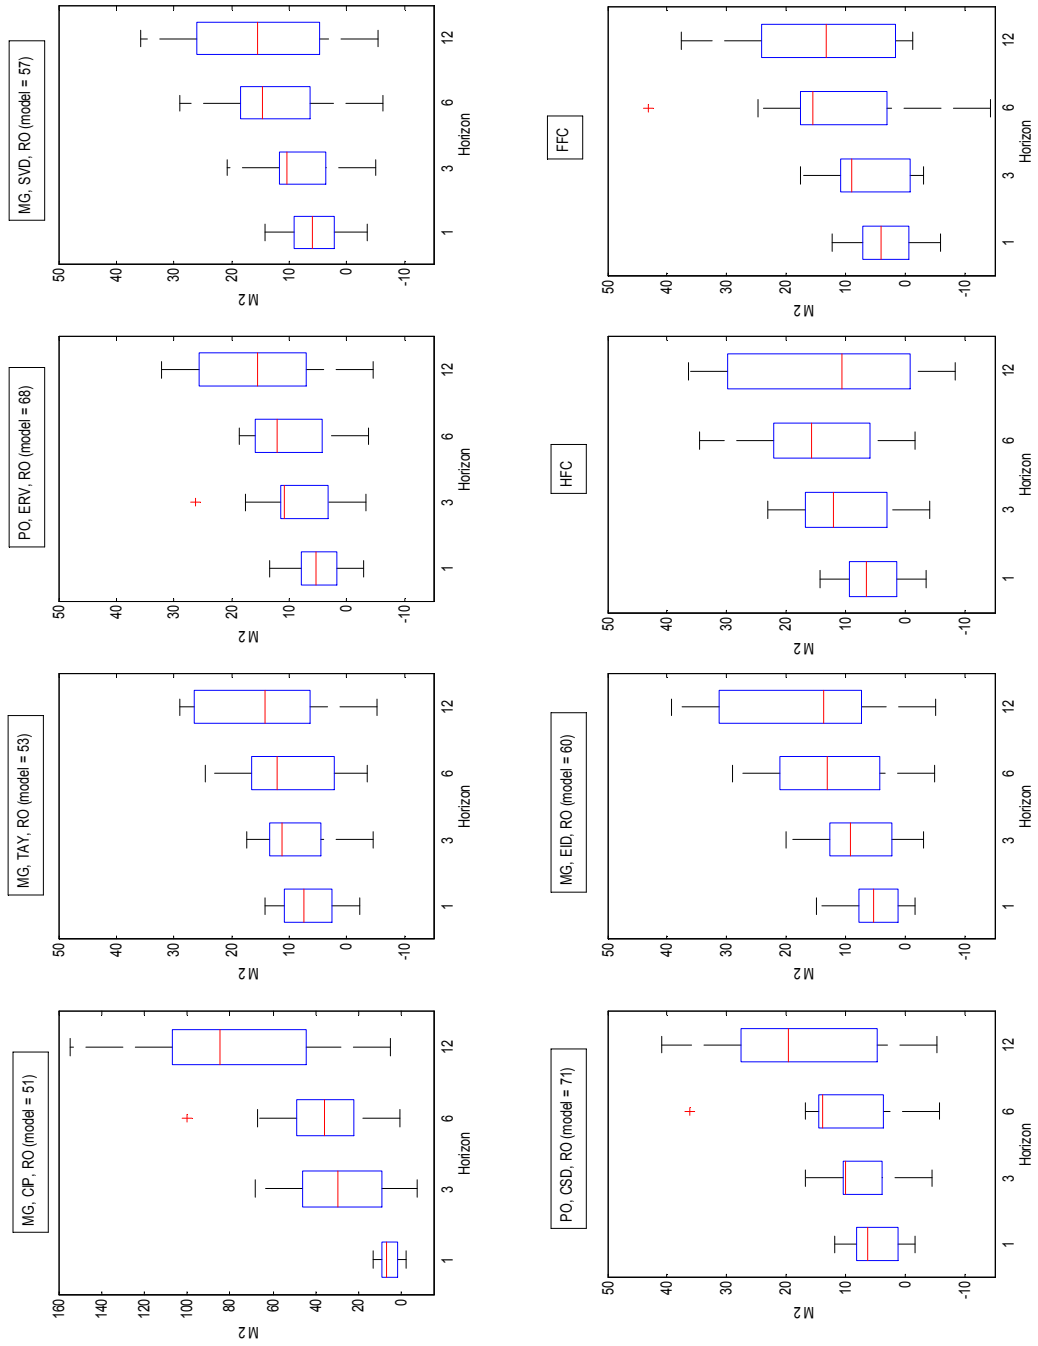 MG, CIP, RO (model = 51)
160
140
120
100
80
60
40
20
0
M2
1 3 6 12
Horizon
MG, TAY, RO (model = 53)
50
40
30
20
10
0
-10
M2
1 3 6 12
Horizon
PO, ERV, RO (model = 68)
50
40
30
20
10
0
-10
M2
1 3 6 12
Horizon
MG, SVD, RO (model = 57)
50
40
30
20
10
0
-10
M2
1 3 6 12
Horizon
PO, CSD, RO (model = 71)
50
40
30
20
10
0
-10
M2
1 3 6 12
Horizon
MG, EID, RO (model = 60)
50
40
30
20
10
0
-10
M2
1 3 6 12
Horizon
HFC
50
40
30
20
10
0
-10
M2
1 3 6 12
Horizon
FFC
50
40
30
20
10
0
-10
M2
1 3 6 12
Horizon